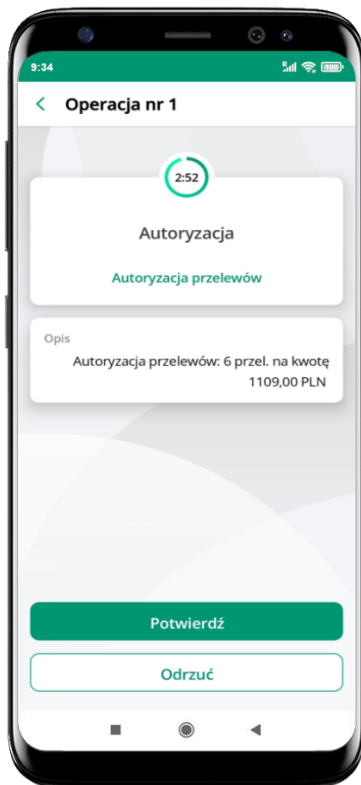 9:34
100
Operacja nr 1
2:52
Autoryzacja
Autoryzacja przelewów
Opis
Autoryzacja przelewów: 6 przel. na kwotę
1109,00 PLN
Potwierdź
Odrzuć